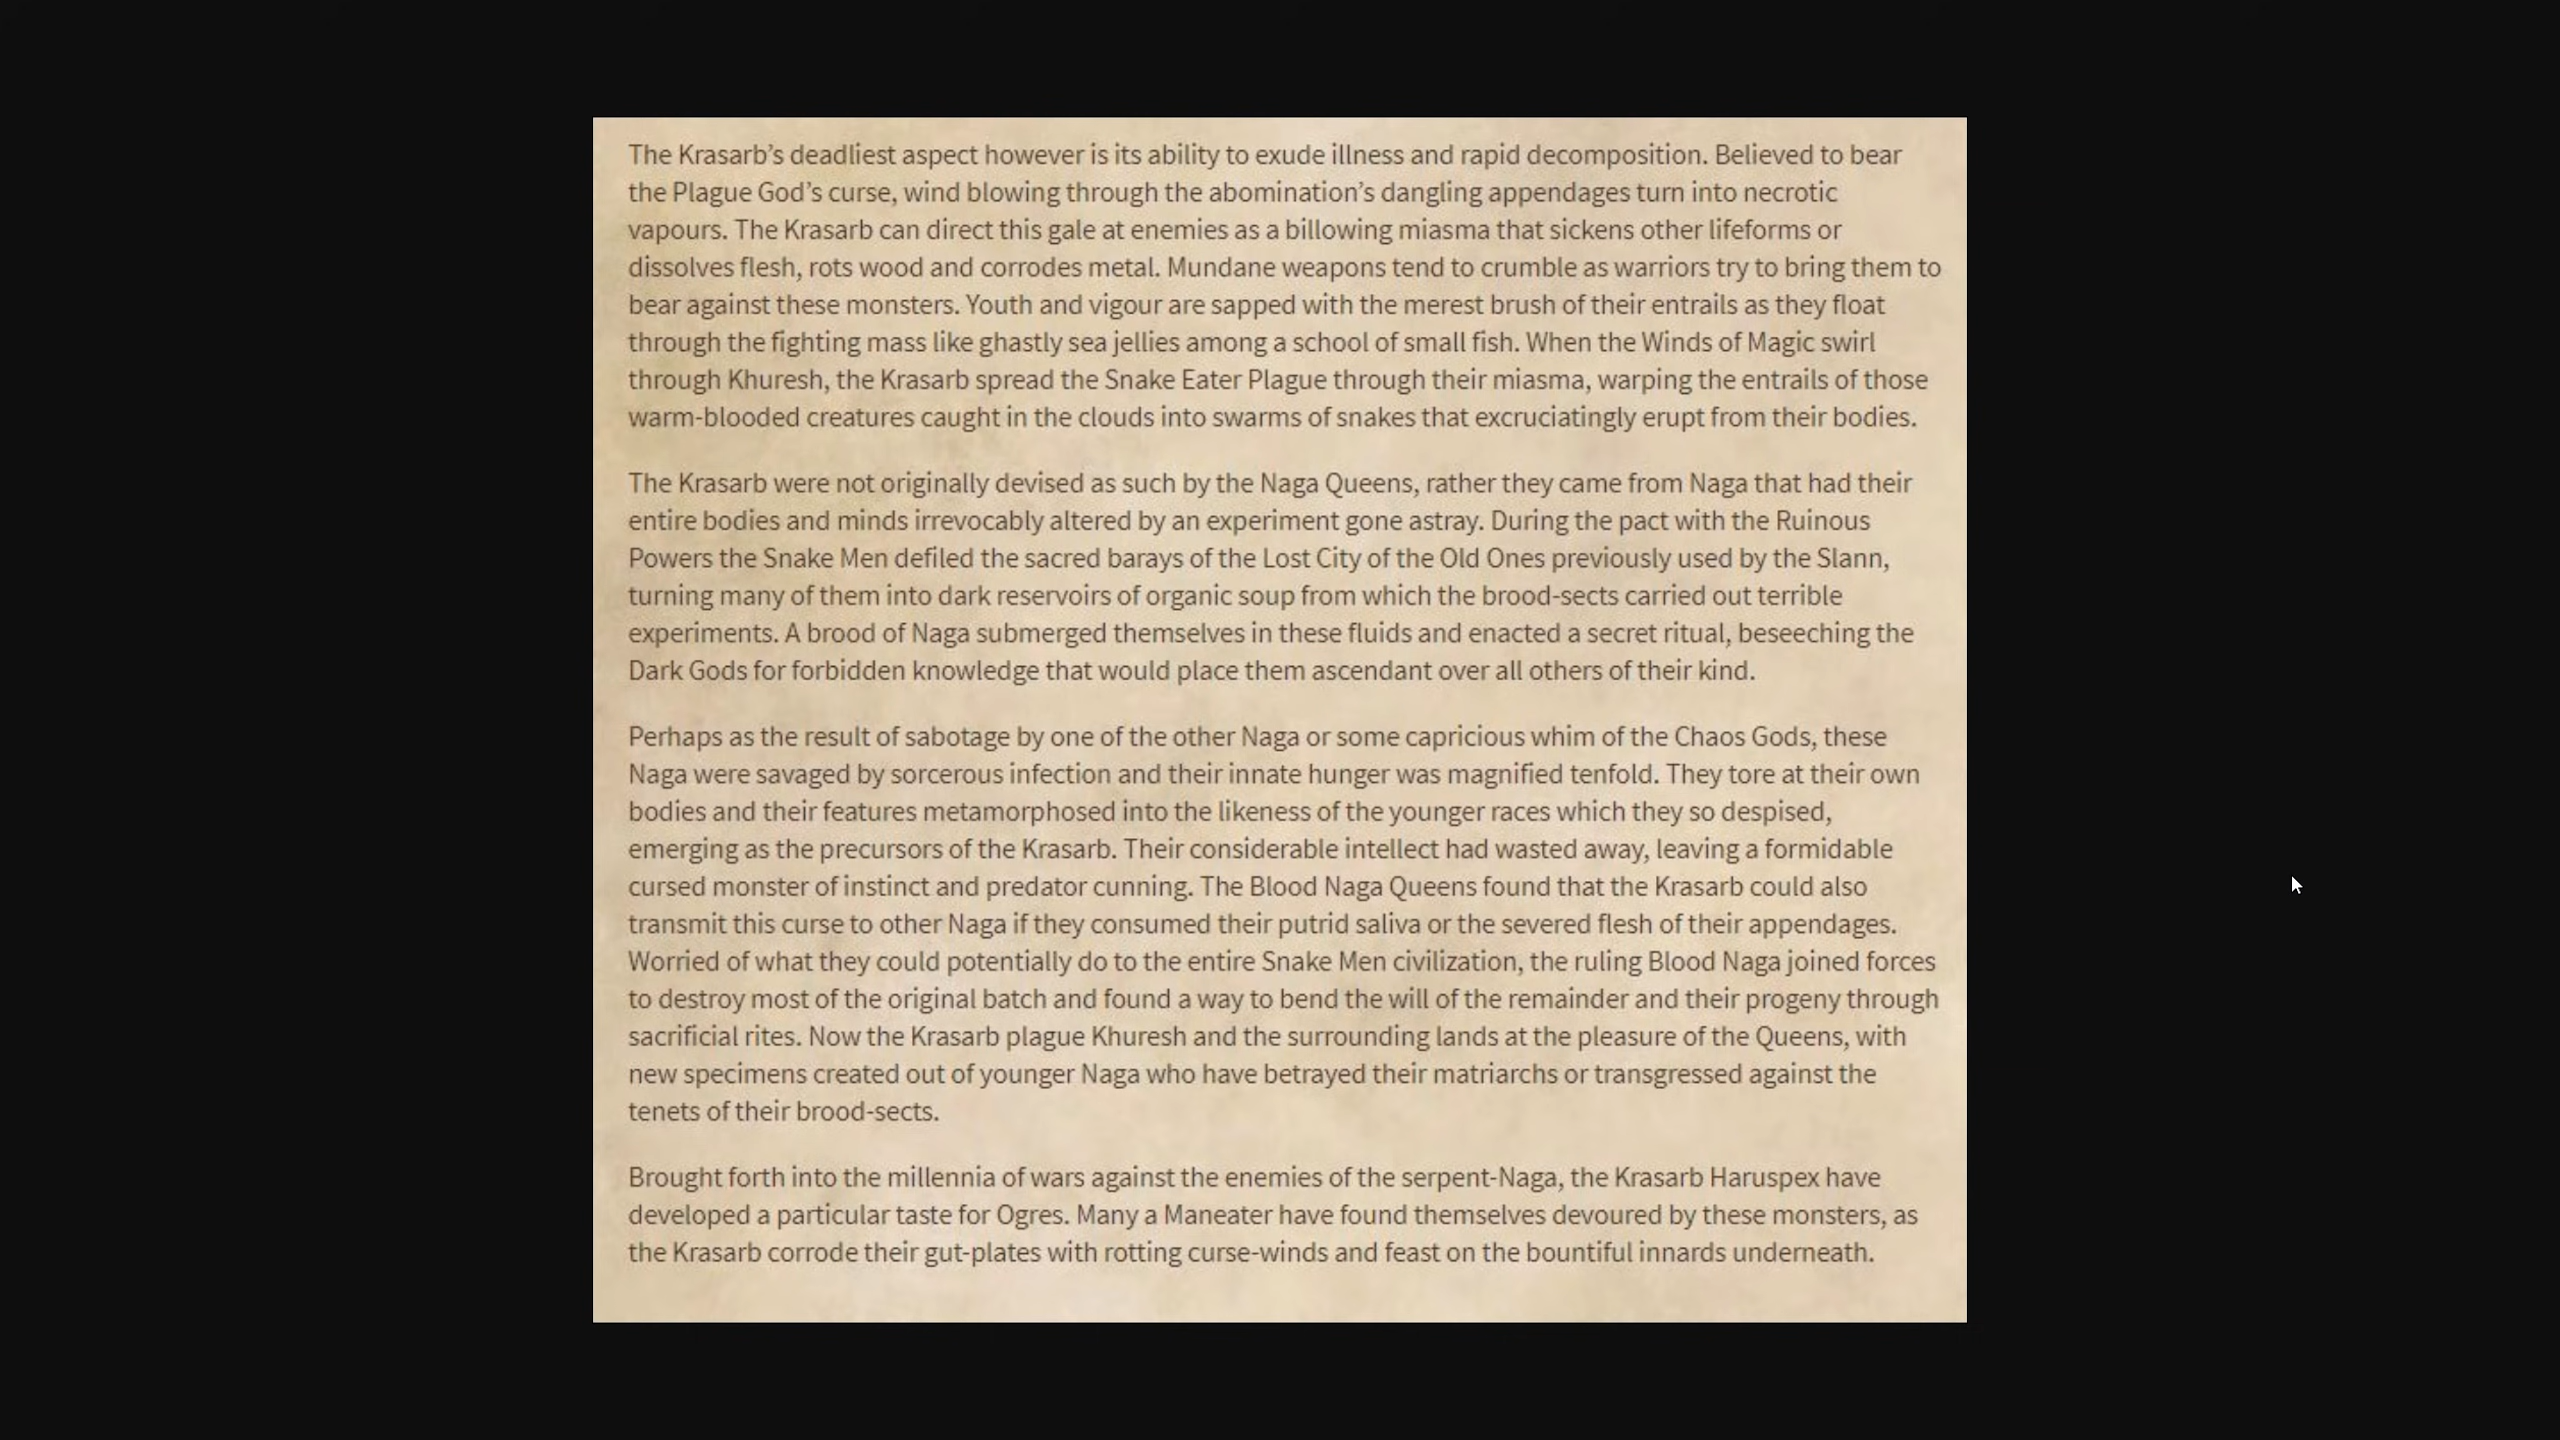 The Krasarb’s deadliest aspect however is its ability to exude illness and rapid decomposition. Believed to bear
the Plague God’s curse, wind blowing through the abomination’s dangling appendages turn into necrotic
vapours. The Krasarb can direct this gale at enemies as a billowing miasma that sickens other lifeforms or
dissolves flesh, rots wood and corrodes metal. Mundane weapons tend to crumble as warriors try to bring them to
bear against these monsters. Youth and vigour are sapped with the merest brush of their entrails as they float
through the fighting mass like ghastly sea jellies among a school of small fish. When the Winds of Magic swirl
through Khuresh, the Krasarb spread the Snake Eater Plague through their miasma, warping the entrails of those
warm-blooded creatures caught in the clouds into swarms of snakes that excruciatingly erupt from their bodies.
The Krasarb were not originally devised as such by the Naga Queens, rather they came from Naga that had their
entire bodies and minds irrevocably altered by an experiment gone astray. During the pact with the Ruinous
Powers the Snake Men defiled the sacred barays of the Lost City of the Old Ones previously used by the Slann,
turning many of them into dark reservoirs of organic soup from which the brood-sects carried out terrible
experiments. A brood of Naga submerged themselves in these fluids and enacted a secret ritual, beseeching the
Dark Gods for forbidden knowledge that would place them ascendant over all others of their kind.
Perhaps as the result of sabotage by one of the other Naga or some capricious whim of the Chaos Gods, these
Naga were savaged by sorcerous infection and their innate hunger was magnified tenfold. They tore at their own
bodies and their features metamorphosed into the likeness of the younger races which they so despised,
emerging as the precursors of the Krasarb. Their considerable intellect had wasted away, leaving a formidable
cursed monster of instinct and predator cunning. The Blood Naga Queens found that the Krasarb could also
transmit this curse to other Naga if they consumed their putrid saliva or the severed flesh of their appendages.
Worried of what they could potentially do to the entire Snake Men civilization, the ruling Blood Naga joined forces
to destroy most of the original batch and found a way to bend the will of the remainder and their progeny through
sacrificial rites. Now the Krasarb plague Khuresh and the surrounding lands at the pleasure of the Queens, with
new specimens created out of younger Naga who have betrayed their matriarchs or transgressed against the
tenets of their brood-sects.
Brought forth into the millennia of wars against the enemies of the serpent-Naga, the Krasarb Haruspex have
developed a particular taste for Ogres. Many a Maneater have found themselves devoured by these monsters, as
the Krasarb corrode their gut-plates with rotting curse-winds and feast on the bountiful innards underneath.